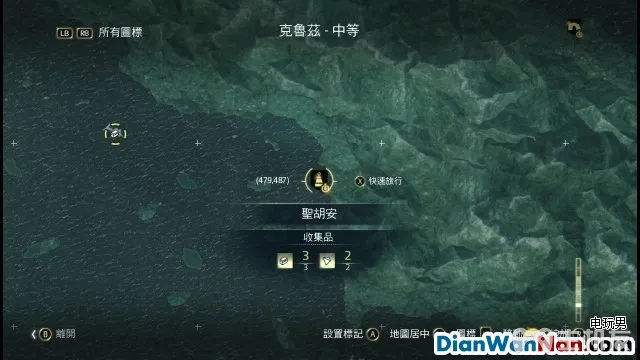 LB RB 所有圖標
克魯茲 - 中等
(479,487)
X 快速旅行
聖胡安
收集品
3 2
3 2
B 離開
設置標記 A 地圖居中 圖標
电玩男
DianWanNan.com